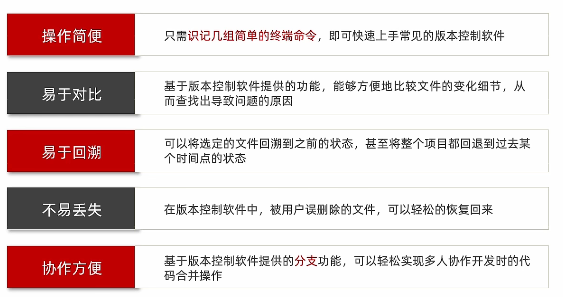 操作简便
只需识记几组简单的终端命令，即可快速上手常见的版本控制软件
易于对比
基于版本控制软件提供的功能，能够方便地比较文件的变化细节，从
而查找出导致问题的原因
易于回溯
可以将选定的文件回溯到之前的状态，甚至将整个项目都回退到过去某
个时间点的状态
不易丢失
在版本控制软件中，被用户误删除的文件，可以轻松的恢复回来
协作方便
基于版本控制软件提供的分支功能，可以轻松实现多人协作开发时的代
码合并操作